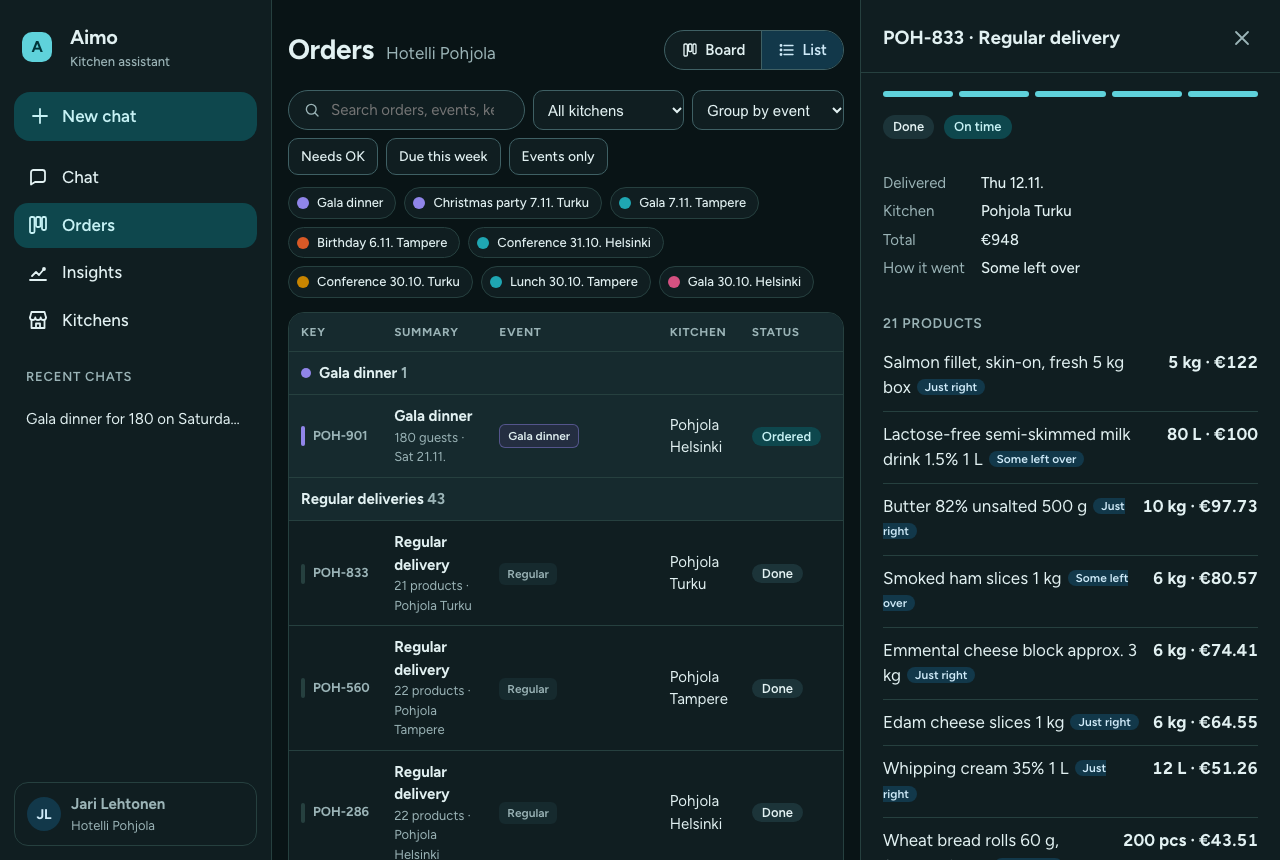 A
Aimo
Kitchen assistant
New chat
Chat
Orders
Insights
Kitchens
RECENT CHATS
Gala dinner for 180 on Saturda...
JL
Jari Lehtonen
Hotelli Pohjola
Orders Hotelli Pohjola
Board
List
Search orders, events, ke
All kitchens
Group by event
Needs OK
Due this week
Events only
Gala dinner
Christmas party 7.11. Turku
Gala 7.11. Tampere
Birthday 6.11. Tampere
Conference 31.10. Helsinki
Conference 30.10. Turku
Lunch 30.10. Tampere
Gala 30.10. Helsinki
KEY SUMMARY EVENT KITCHEN STATUS
Gala dinner 1
POH-901
Gala dinner
180 guests ·
Sat 21.11.
Gala dinner
Pohjola
Helsinki
Ordered
Regular deliveries 43
POH-833
Regular
delivery
21 products ·
Pohjola Turku
Regular
Pohjola
Turku
Done
POH-560
Regular
delivery
22 products ·
Pohjola
Tampere
Regular
Pohjola
Tampere
Done
POH-286
Regular
delivery
22 products ·
Pohjola
Helsinki
Regular
Pohjola
Helsinki
Done
POH-833 · Regular delivery
Done
On time
Delivered Thu 12.11.
Kitchen Pohjola Turku
Total €948
How it went Some left over
21 PRODUCTS
Salmon fillet, skin-on, fresh 5 kg
box Just right
5 kg · €122
Lactose-free semi-skimmed milk
drink 1.5% 1 L Some left over
80 L · €100
Butter 82% unsalted 500 g Just
right
10 kg · €97.73
Smoked ham slices 1 kg Some left
over
6 kg · €80.57
Emmental cheese block approx. 3
kg Just right
6 kg · €74.41
Edam cheese slices 1 kg Just right
6 kg · €64.55
Whipping cream 35% 1 L Just
right
12 L · €51.26
Wheat bread rolls 60 g,
200 pcs · €43.51